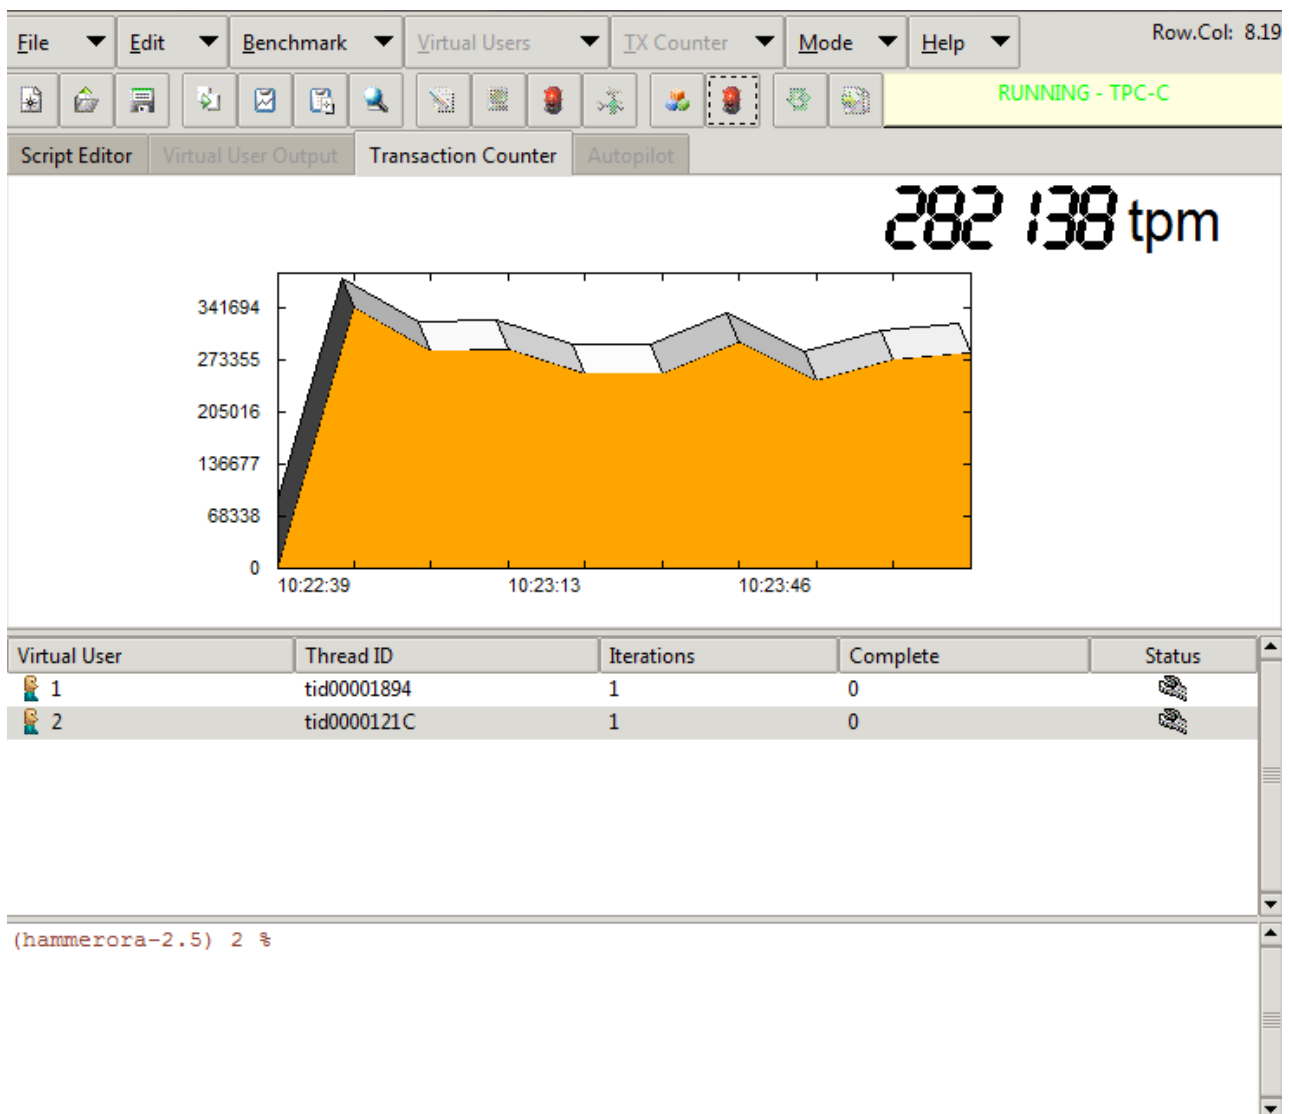 File Edit Benchmark Virtual Users TX Counter Mode Help Row.Col: 8.19
RUNNING - TPC-C
Script Editor Virtual User Output Transaction Counter Autopilot
282138 tpm
341694
273355
205016
136677
68338
0
10:22:39 10:23:13 10:23:46
Virtual User Thread ID Iterations Complete Status
1 tid00001894 1 0
2 tid0000121C 1 0
(hammerora-2.5) 2 %